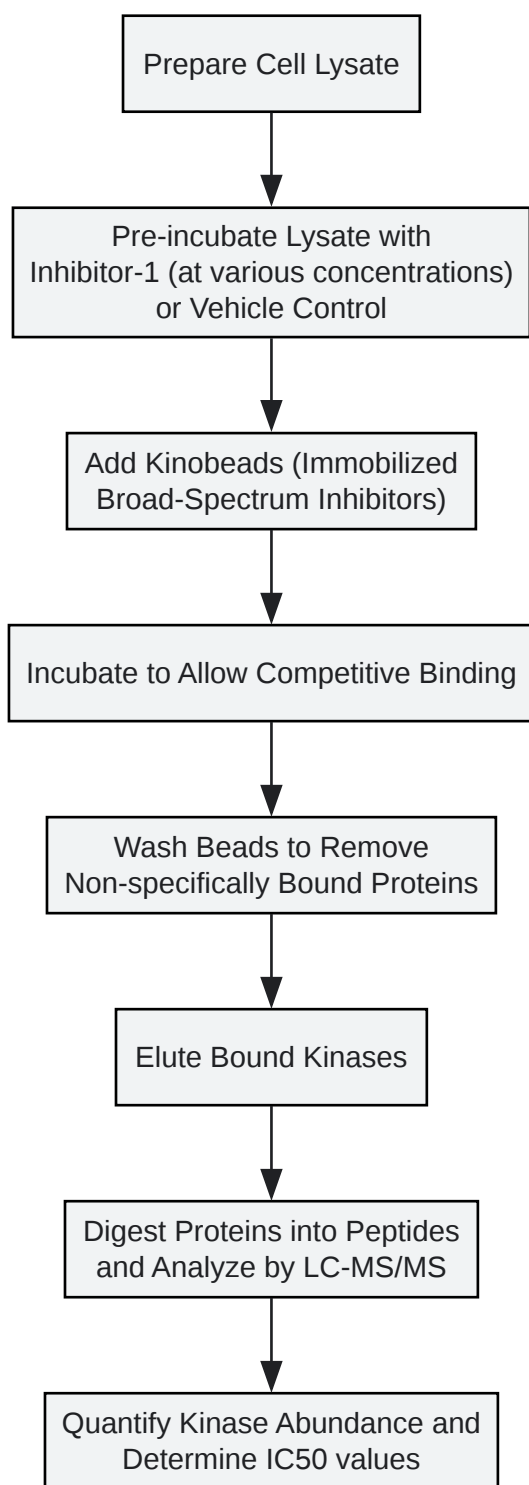 Prepare Cell Lysate
Pre-incubate Lysate with
Inhibitor-1 (at various concentrations)
or Vehicle Control
Add Kinobeads (Immobilized
Broad-Spectrum Inhibitors)
Incubate to Allow Competitive Binding
Wash Beads to Remove
Non-specifically Bound Proteins
Elute Bound Kinases
Digest Proteins into Peptides
and Analyze by LC-MS/MS
Quantify Kinase Abundance and
Determine IC50 values